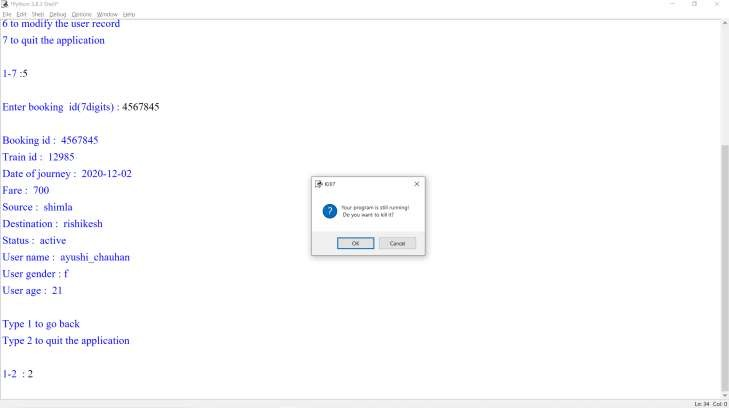 *Python 3.8.3 Shell*
File Edit Shell Debug Options Window Help
6 to modify the user record
7 to quit the application
1-7 :5
Enter booking  id(7digits) : 4567845
Booking id :  4567845
Train id :  12985
Date of journey :  2020-12-02
Fare :  700
Source :  shimla
Destination :  rishikesh
Status :  active
User name :  ayushi_chauhan
User gender : f
User age :  21
Type 1 to go back
Type 2 to quit the application
1-2  : 2
Kill?
Your program is still running!
Do you want to kill it?
OK Cancel
Ln: 34 Col: 0